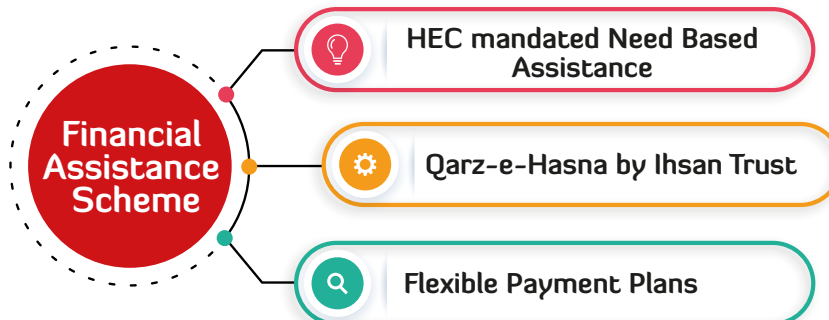 Financial
Assistance
Scheme
HEC mandated Need Based
Assistance
Qarz-e-Hasna by Ihsan Trust
Flexible Payment Plans